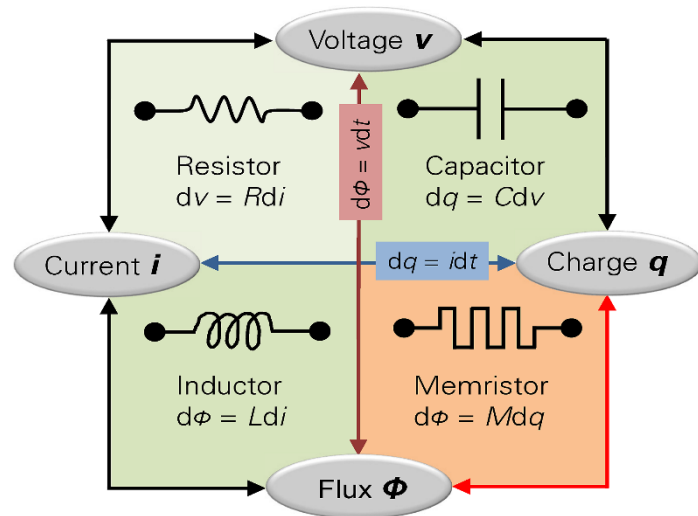 Voltage v
Resistor
dv = Rdi
dΦ = vdt
Capacitor
dq = Cdv
Current i
dq = idt
Charge q
Inductor
dΦ = Ldi
Memristor
dΦ = Mdq
Flux Φ